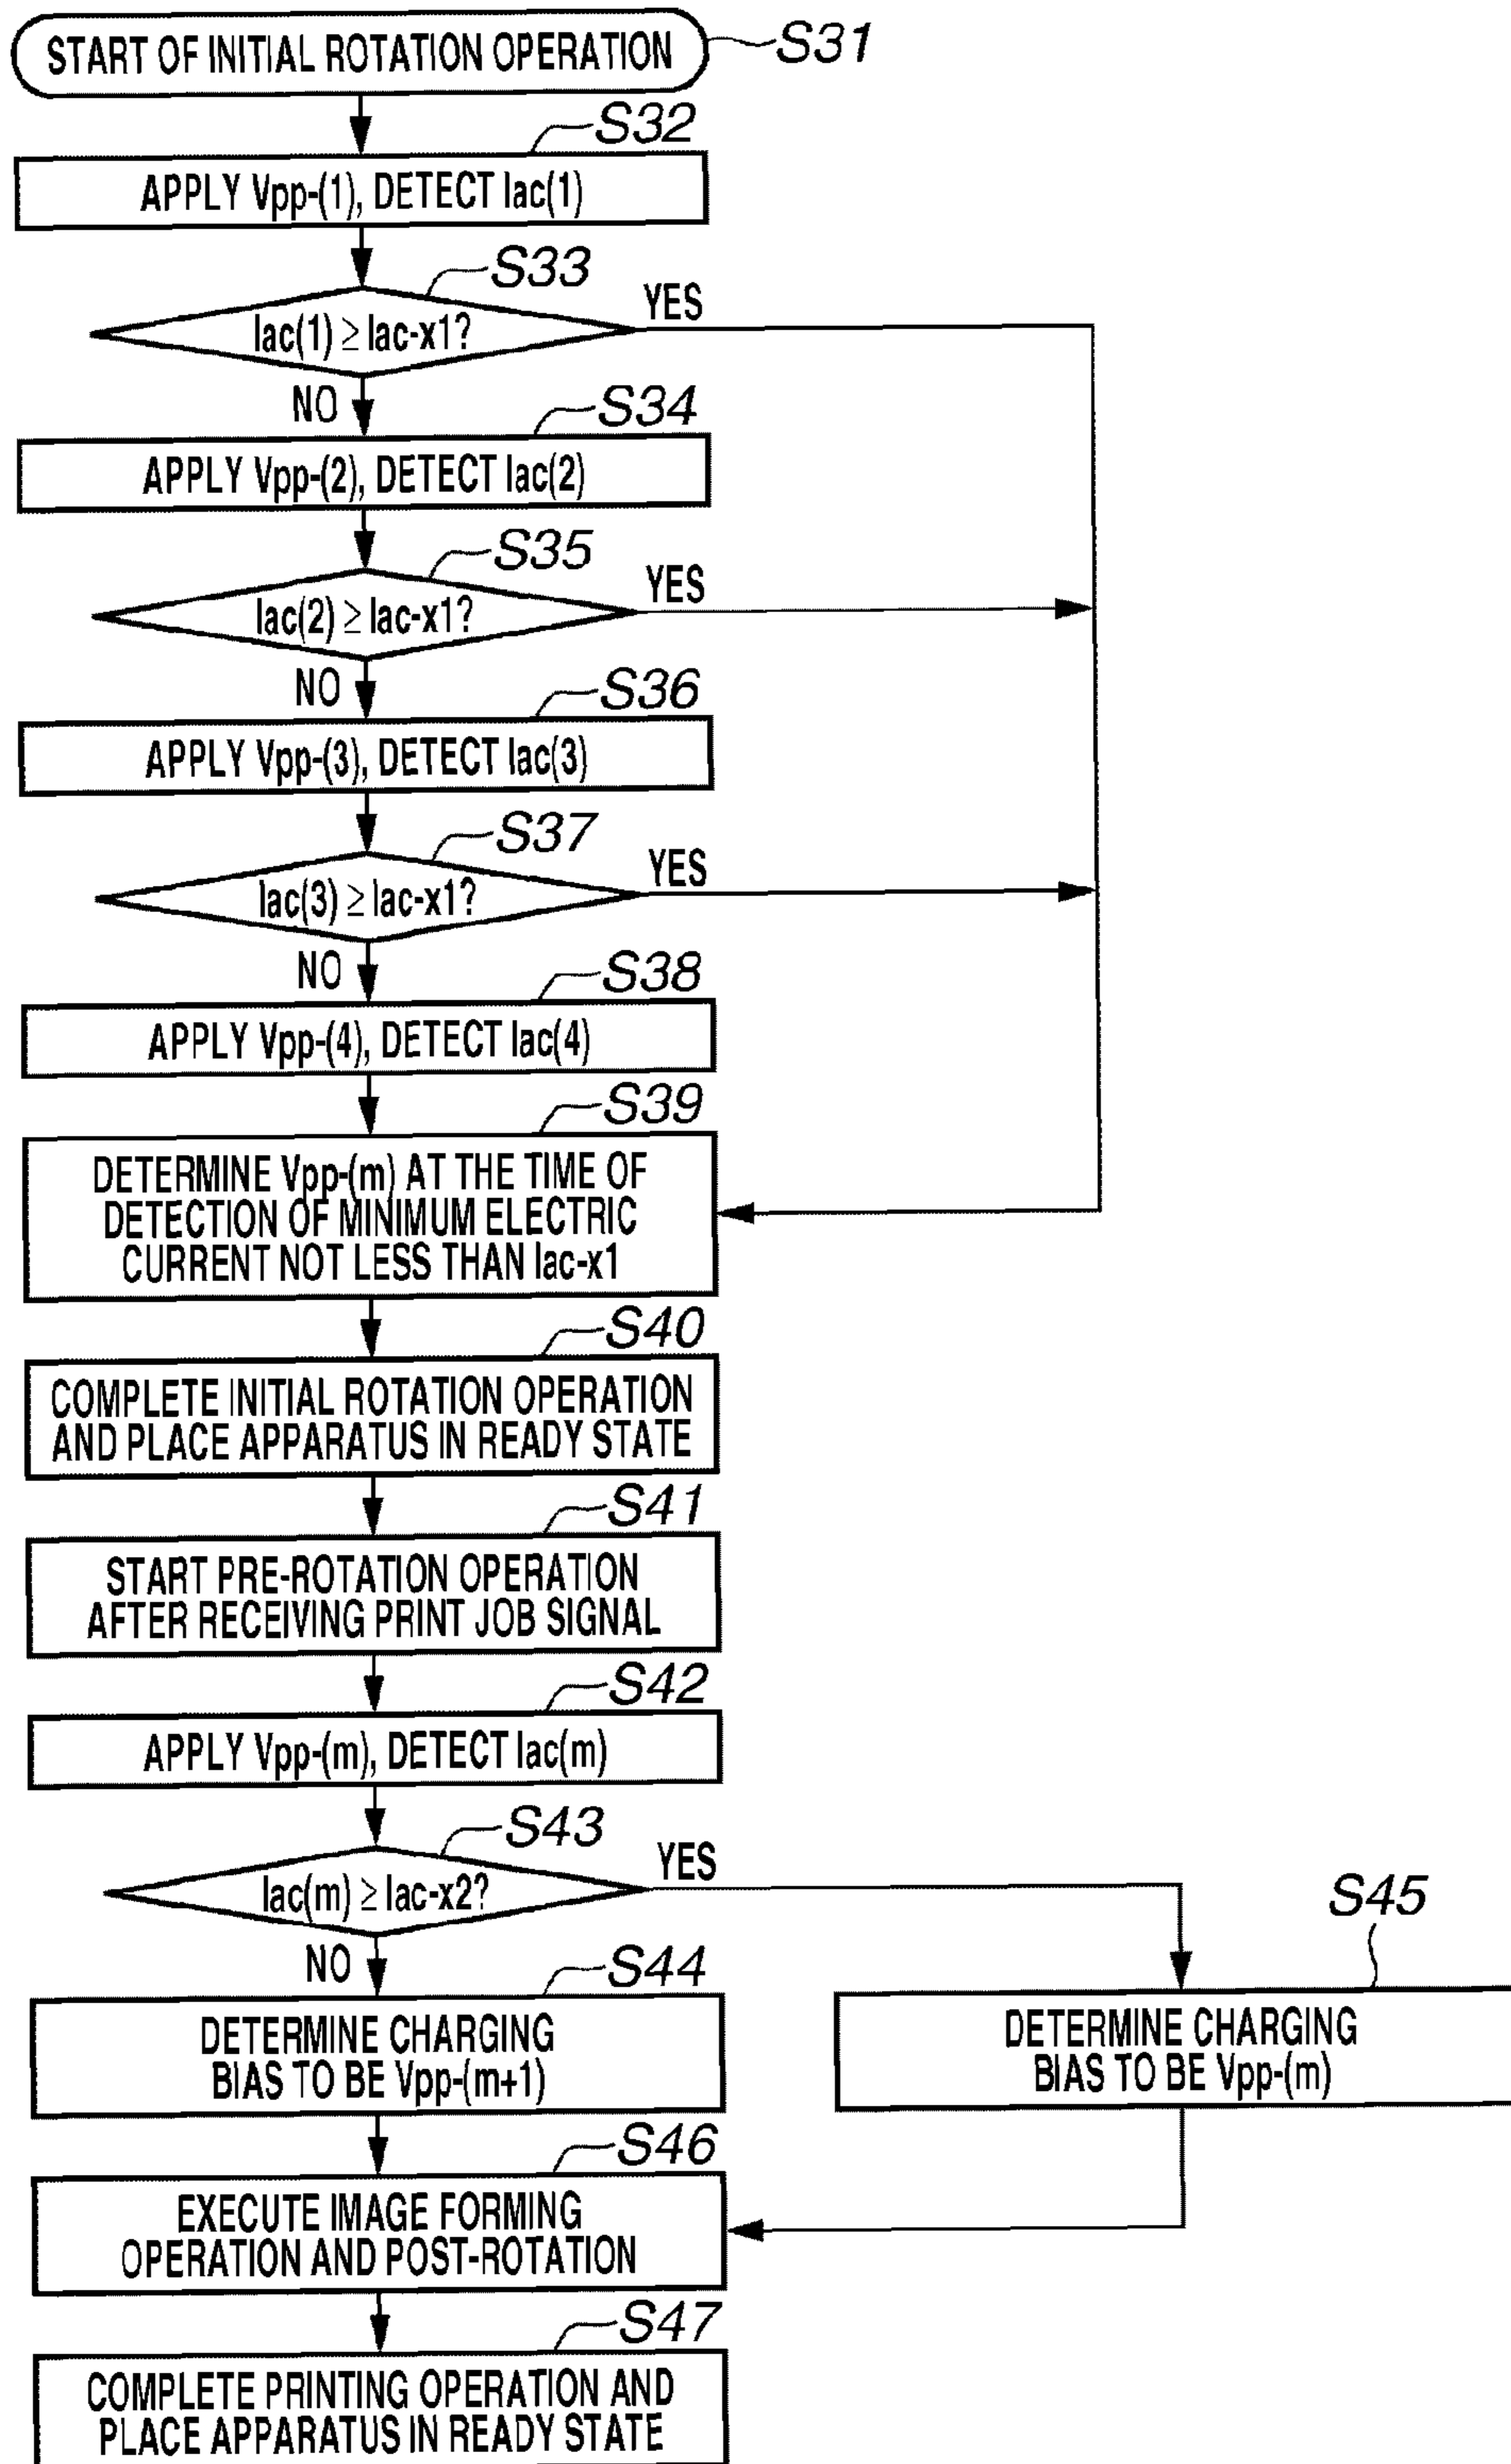 START OF INITIAL ROTATION OPERATION
S31
S32
APPLY Vpp-(1), DETECT Iac(1)
S33
Iac(1) ≥ Iac-x1?
YES
NO
S34
APPLY Vpp-(2), DETECT Iac(2)
S35
Iac(2) ≥ Iac-x1?
YES
NO
S36
APPLY Vpp-(3), DETECT Iac(3)
S37
Iac(3) ≥ Iac-x1?
YES
NO
S38
APPLY Vpp-(4), DETECT Iac(4)
S39
DETERMINE Vpp-(m) AT THE TIME OF
DETECTION OF MINIMUM ELECTRIC
CURRENT NOT LESS THAN Iac-x1
S40
COMPLETE INITIAL ROTATION OPERATION
AND PLACE APPARATUS IN READY STATE
S41
START PRE-ROTATION OPERATION
AFTER RECEIVING PRINT JOB SIGNAL
S42
APPLY Vpp-(m), DETECT Iac(m)
S43
Iac(m) ≥ Iac-x2?
YES
NO
S44
DETERMINE CHARGING
BIAS TO BE Vpp-(m+1)
S45
DETERMINE CHARGING
BIAS TO BE Vpp-(m)
S46
EXECUTE IMAGE FORMING
OPERATION AND POST-ROTATION
S47
COMPLETE PRINTING OPERATION AND
PLACE APPARATUS IN READY STATE